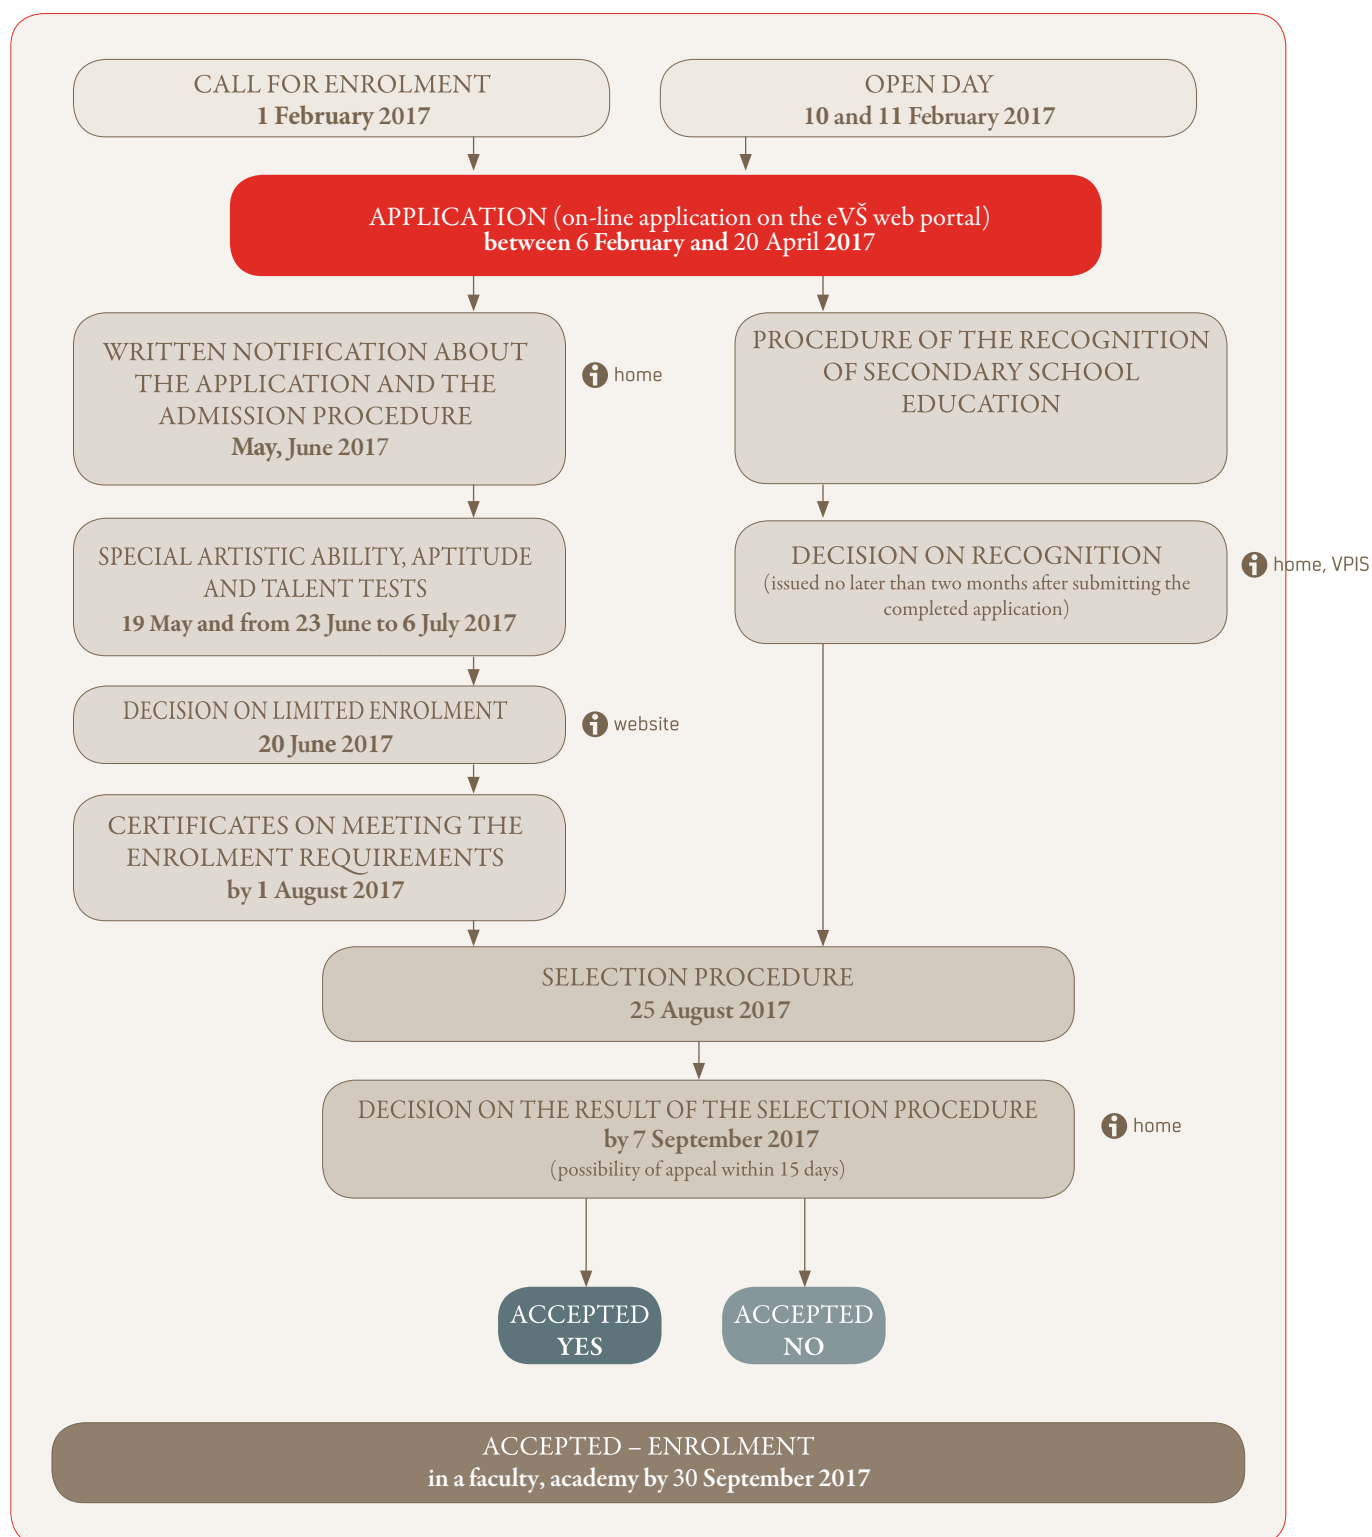 CALL FOR ENROLMENT
1 February 2017
OPEN DAY
10 and 11 February 2017
APPLICATION (on-line application on the eVŠ web portal)
between 6 February and 20 April 2017
WRITTEN NOTIFICATION ABOUT
THE APPLICATION AND THE
ADMISSION PROCEDURE
May, June 2017
home
PROCEDURE OF THE RECOGNITION
OF SECONDARY SCHOOL
EDUCATION
SPECIAL ARTISTIC ABILITY, APTITUDE
AND TALENT TESTS
19 May and from 23 June to 6 July 2017
DECISION ON RECOGNITION
(issued no later than two months after submitting the
completed application)
home, VPIS
DECISION ON LIMITED ENROLMENT
20 June 2017
website
CERTIFICATES ON MEETING THE
ENROLMENT REQUIREMENTS
by 1 August 2017
SELECTION PROCEDURE
25 August 2017
DECISION ON THE RESULT OF THE SELECTION PROCEDURE
by 7 September 2017
(possibility of appeal within 15 days)
home
ACCEPTED
YES
ACCEPTED
NO
ACCEPTED – ENROLMENT
in a faculty, academy by 30 September 2017